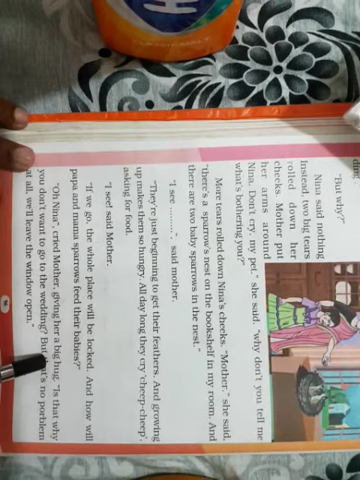 ding.
"But why?"
Nina said nothing
Instead, two big tears
rolled down her
cheeks. Mother put
her arms around
Nina. Don't cry, my pet," she said, "why don't you tell me
what's bothering you?"
More tears rolled down Nina's cheeks. "Mother," she said,
"there's a sparrow's nest on the bookshelf in my room. And
there are two baby sparrows in the nest."
"I see ........", said mother.
"They're just beginning to get their feathers. And growing
up makes them so hungry. All day long they cry 'cheep-cheep',
asking for food.
"I see! said Mother.
"If we go, the whole place will be locked. And how will
papa and mama sparrows feed their babies?"
"Oh Nina", cried Mother, giving her a big hug. "Is that why
you don't want to go to the wedding? But that's no porblem
at all, we'll leave the window open."